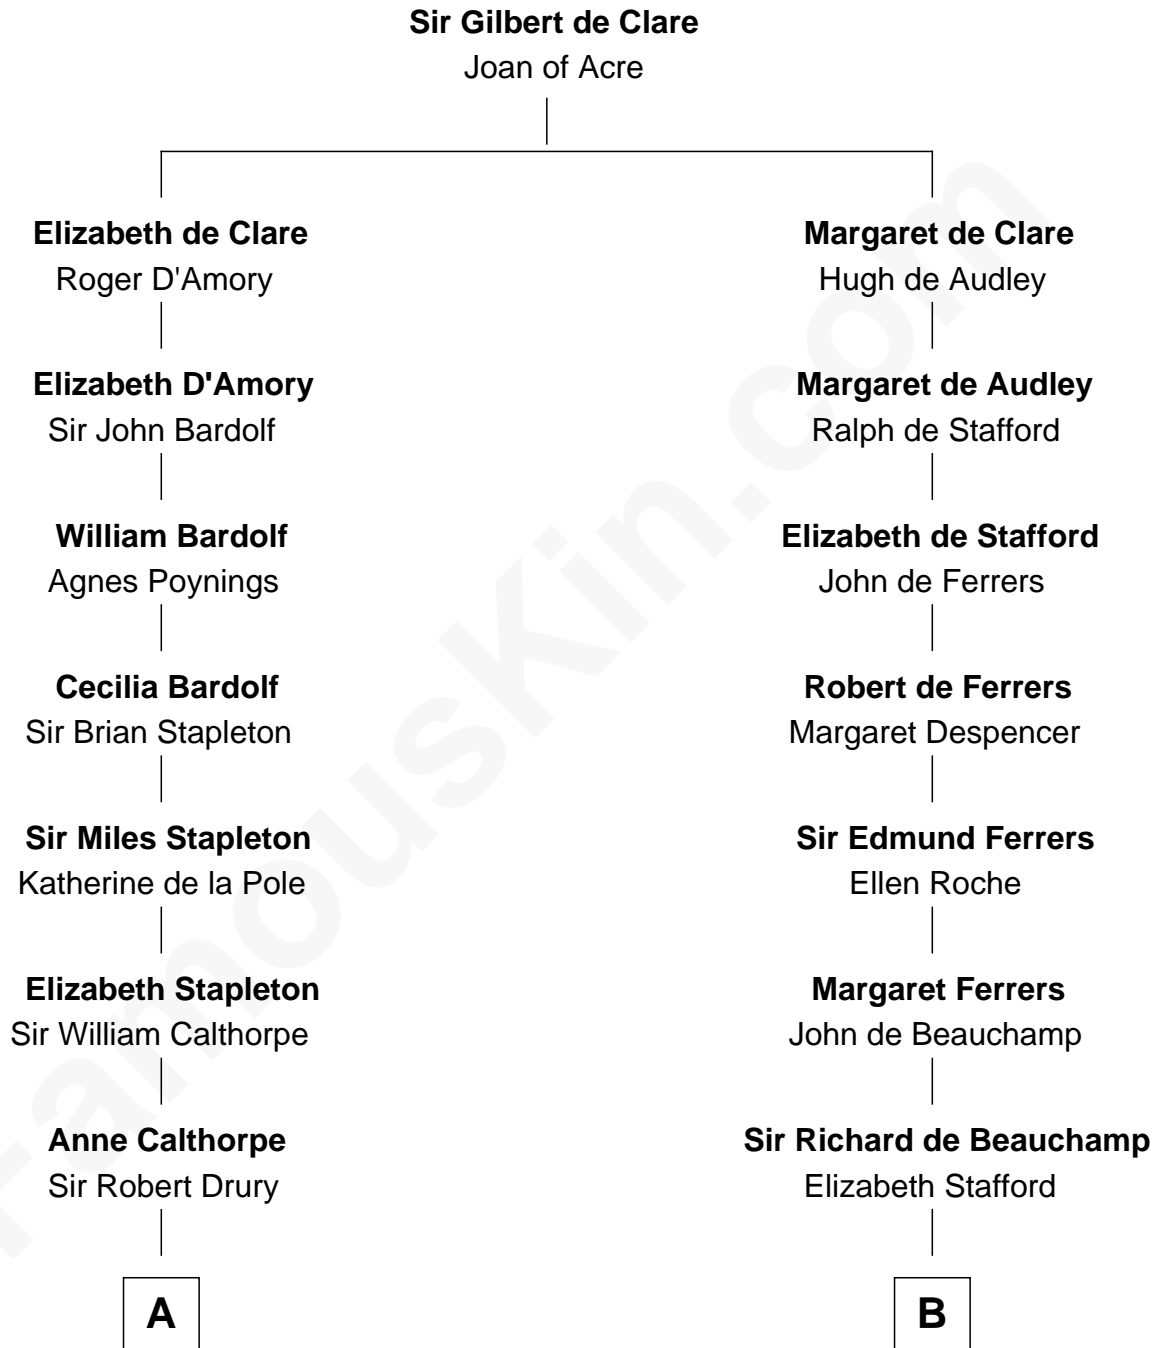 Sir Gilbert de Clare
Joan of Acre
Elizabeth de Clare
Roger D'Amory
Margaret de Clare
Hugh de Audley
Elizabeth D'Amory
Sir John Bardolf
Margaret de Audley
Ralph de Stafford
William Bardolf
Agnes Poynings
Elizabeth de Stafford
John de Ferrers
Cecilia Bardolf
Sir Brian Stapleton
Robert de Ferrers
Margaret Despencer
Sir Miles Stapleton
Katherine de la Pole
Sir Edmund Ferrers
Ellen Roche
Elizabeth Stapleton
Sir William Calthorpe
Margaret Ferrers
John de Beauchamp
Anne Calthorpe
Sir Robert Drury
Sir Richard de Beauchamp
Elizabeth Stafford
A
B
FamousKin.com